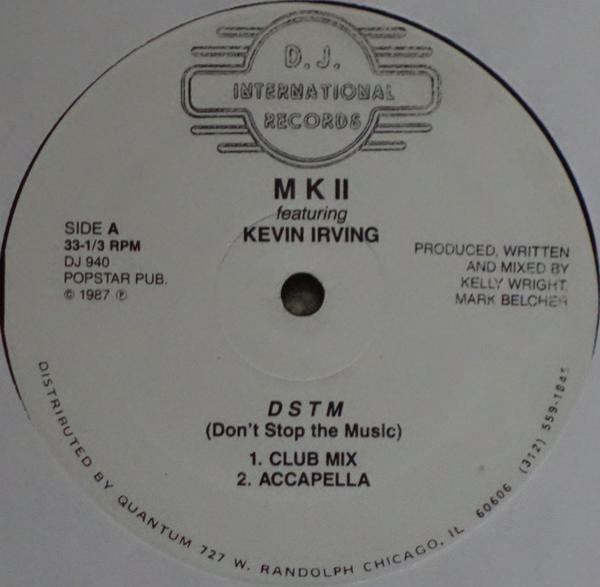 D.J.
INTERNATIONAL
RECORDS
MK II
featuring
KEVIN IRVING
SIDE A
33-1/3 RPM
DJ 940
POPSTAR PUB.
© 1987 ℗
PRODUCED, WRITTEN
AND MIXED BY
KELLY WRIGHT,
MARK BELCHER
DSTM
(Don't Stop the Music)
1. CLUB MIX
2. ACCAPELLA
DISTRIBUTED BY QUANTUM 727 W. RANDOLPH CHICAGO, IL 60606 (312)